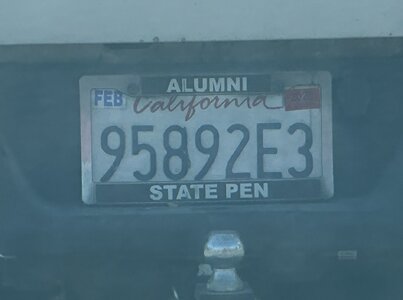 ALUMNI
FEB California
95892E3
STATE PEN